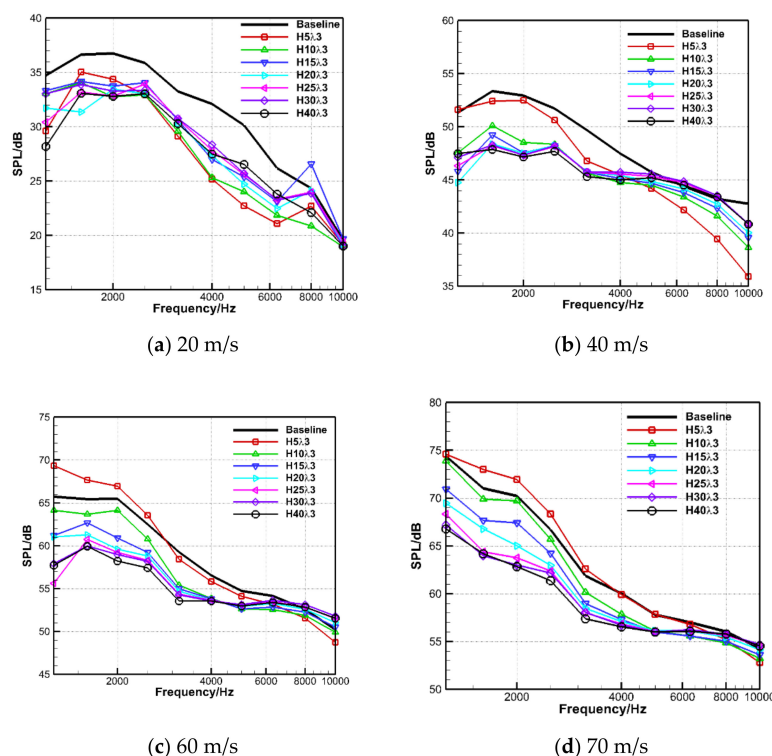 40
35
30
25
20
15
SPL/dB
Baseline
H5λ3
H10λ3
H15λ3
H20λ3
H25λ3
H30λ3
H40λ3
2000 4000 6000 8000 10000
Frequency/Hz
(a) 20 m/s
60
55
50
45
40
35
SPL/dB
Baseline
H5λ3
H10λ3
H15λ3
H20λ3
H25λ3
H30λ3
H40λ3
2000 4000 6000 8000 10000
Frequency/Hz
(b) 40 m/s
75
70
65
60
55
50
45
SPL/dB
Baseline
H5λ3
H10λ3
H15λ3
H20λ3
H25λ3
H30λ3
H40λ3
2000 4000 6000 8000 10000
Frequency/Hz
(c) 60 m/s
80
75
70
65
60
55
50
SPL/dB
Baseline
H5λ3
H10λ3
H15λ3
H20λ3
H25λ3
H30λ3
H40λ3
2000 4000 6000 8000 10000
Frequency/Hz
(d) 70 m/s